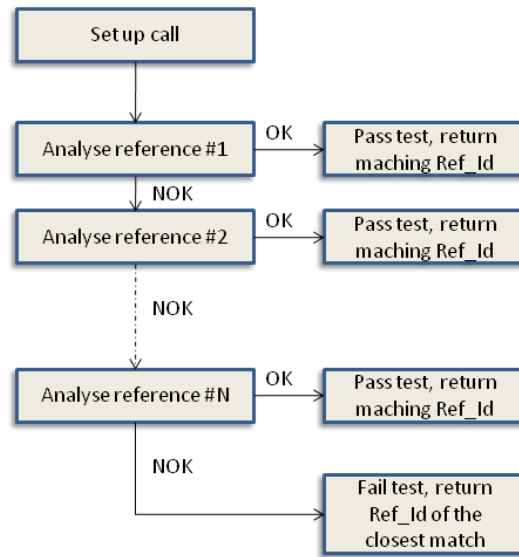 Set up call
Analyse reference #1
OK
Pass test, return
maching Ref_Id
NOK
Analyse reference #2
OK
Pass test, return
maching Ref_Id
NOK
Analyse reference #N
OK
Pass test, return
maching Ref_Id
NOK
Fail test, return
Ref_Id of the
closest match